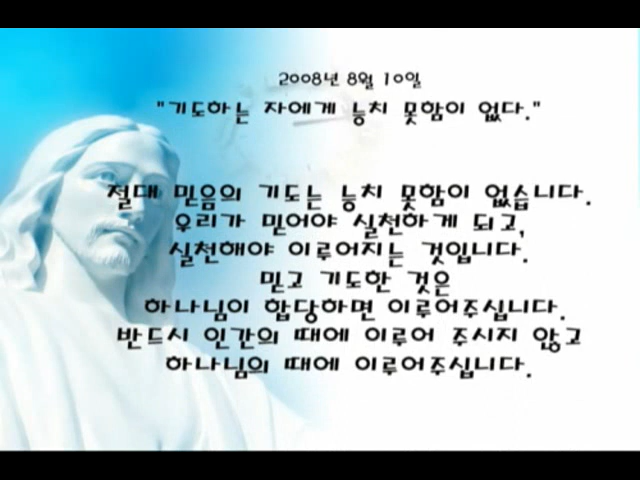 2008년 8월 10일
"기도하는 자에게 능치 못함이 없다."
절대 믿음의 기도는 능치 못함이 없습니다.
우리가 믿어야 실천하게 되고,
실천해야 이루어지는 것입니다.
믿고 기도한 것은
하나님이 합당하면 이루어주십니다.
반드시 인간의 때에 이루어 주시지 않고
하나님의 때에 이루어주십니다.